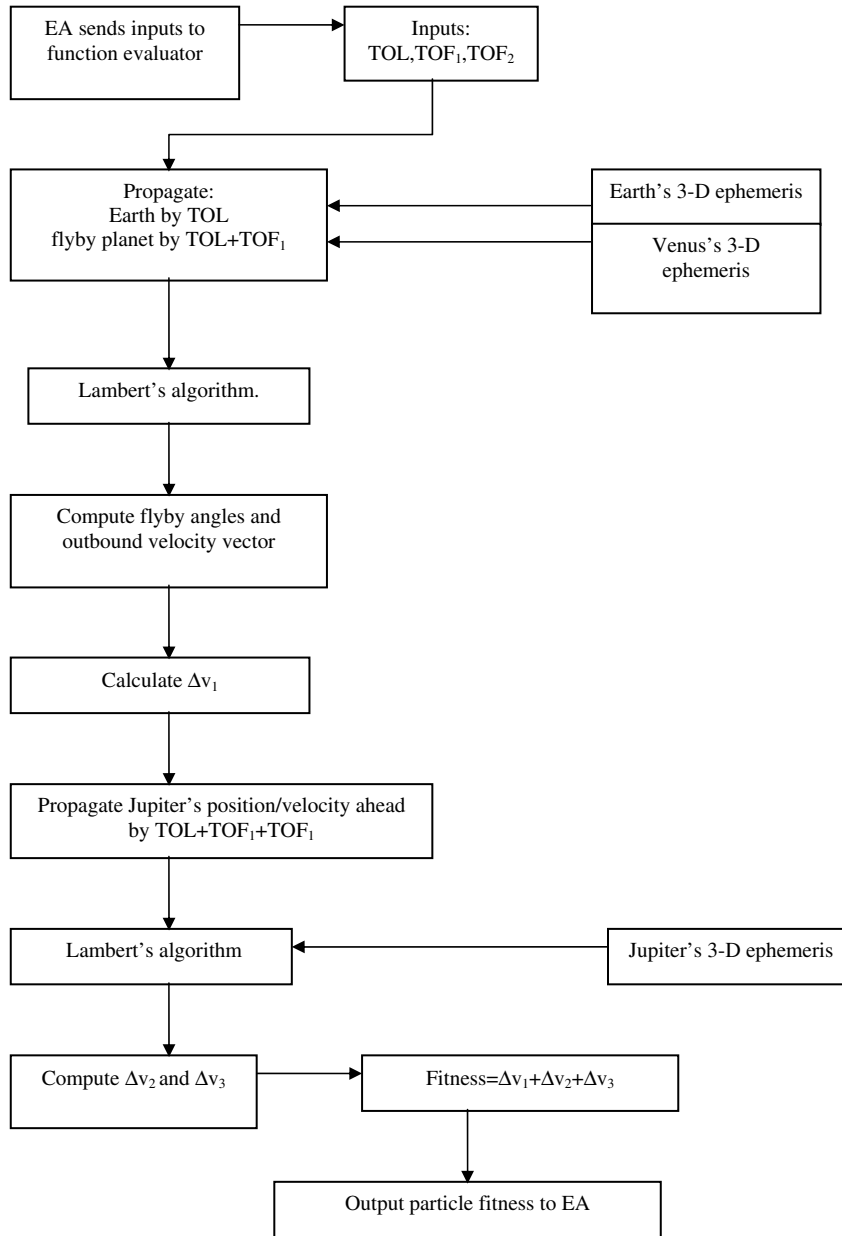 EA sends inputs to
function evaluator
Inputs:
TOL,TOF₁,TOF₂
Propagate:
Earth by TOL
flyby planet by TOL+TOF₁
Earth’s 3-D ephemeris
Venus’s 3-D
ephemeris
Lambert’s algorithm.
Compute flyby angles and
outbound velocity vector
Calculate Δv₁
Propagate Jupiter’s position/velocity ahead
by TOL+TOF₁+TOF₁
Lambert’s algorithm
Jupiter’s 3-D ephemeris
Compute Δv₂ and Δv₃
Fitness=Δv₁+Δv₂+Δv₃
Output particle fitness to EA